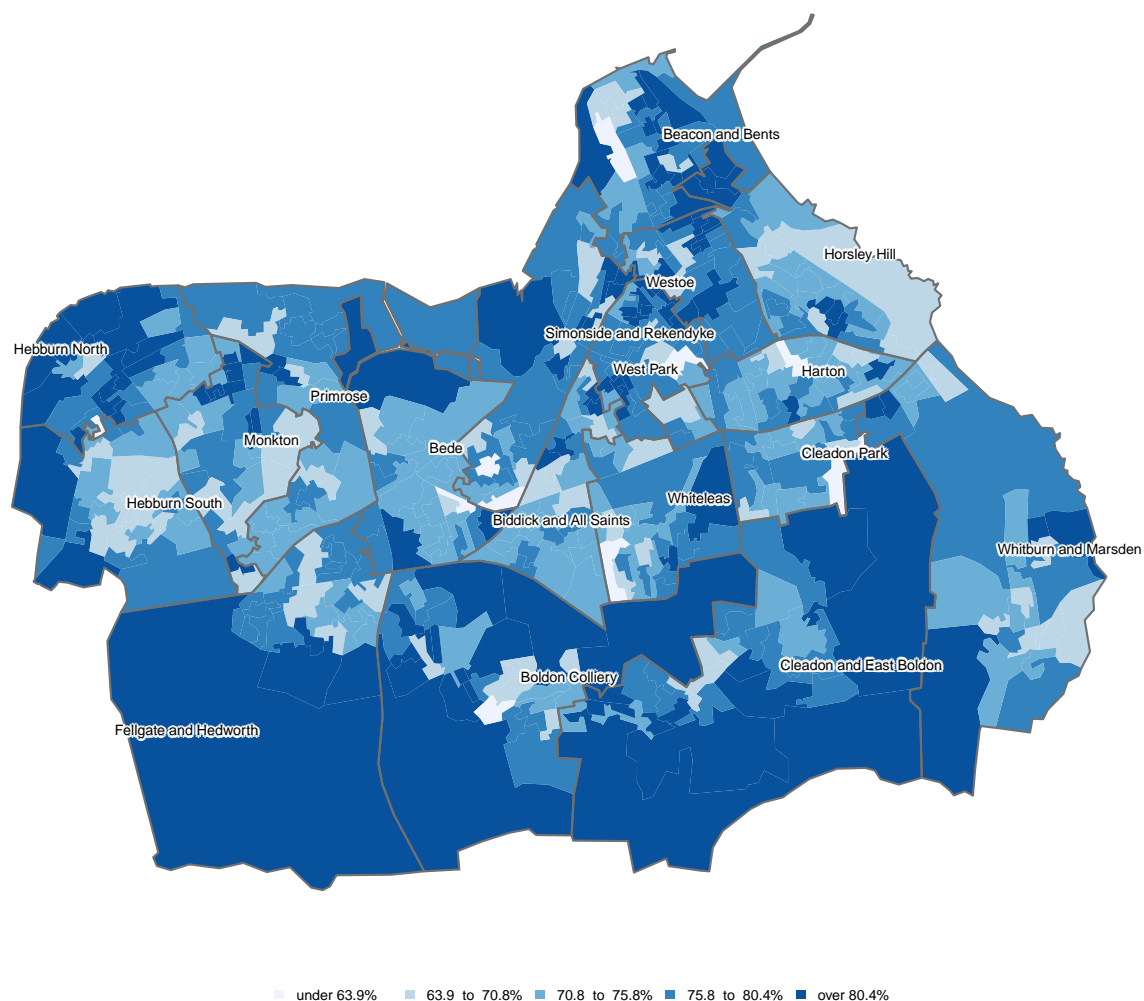 Beacon and Bents
Horsley Hill
Westoe
Simonside and Rekendyke
Hebburn North
West Park
Harton
Primrose
Monkton
Bede
Cleadon Park
Hebburn South
Whiteleas
Biddick and All Saints
Whitburn and Marsden
Cleadon and East Boldon
Boldon Colliery
Fellgate and Hedworth
under 63.9% 63.9 to 70.8% 70.8 to 75.8% 75.8 to 80.4% over 80.4%